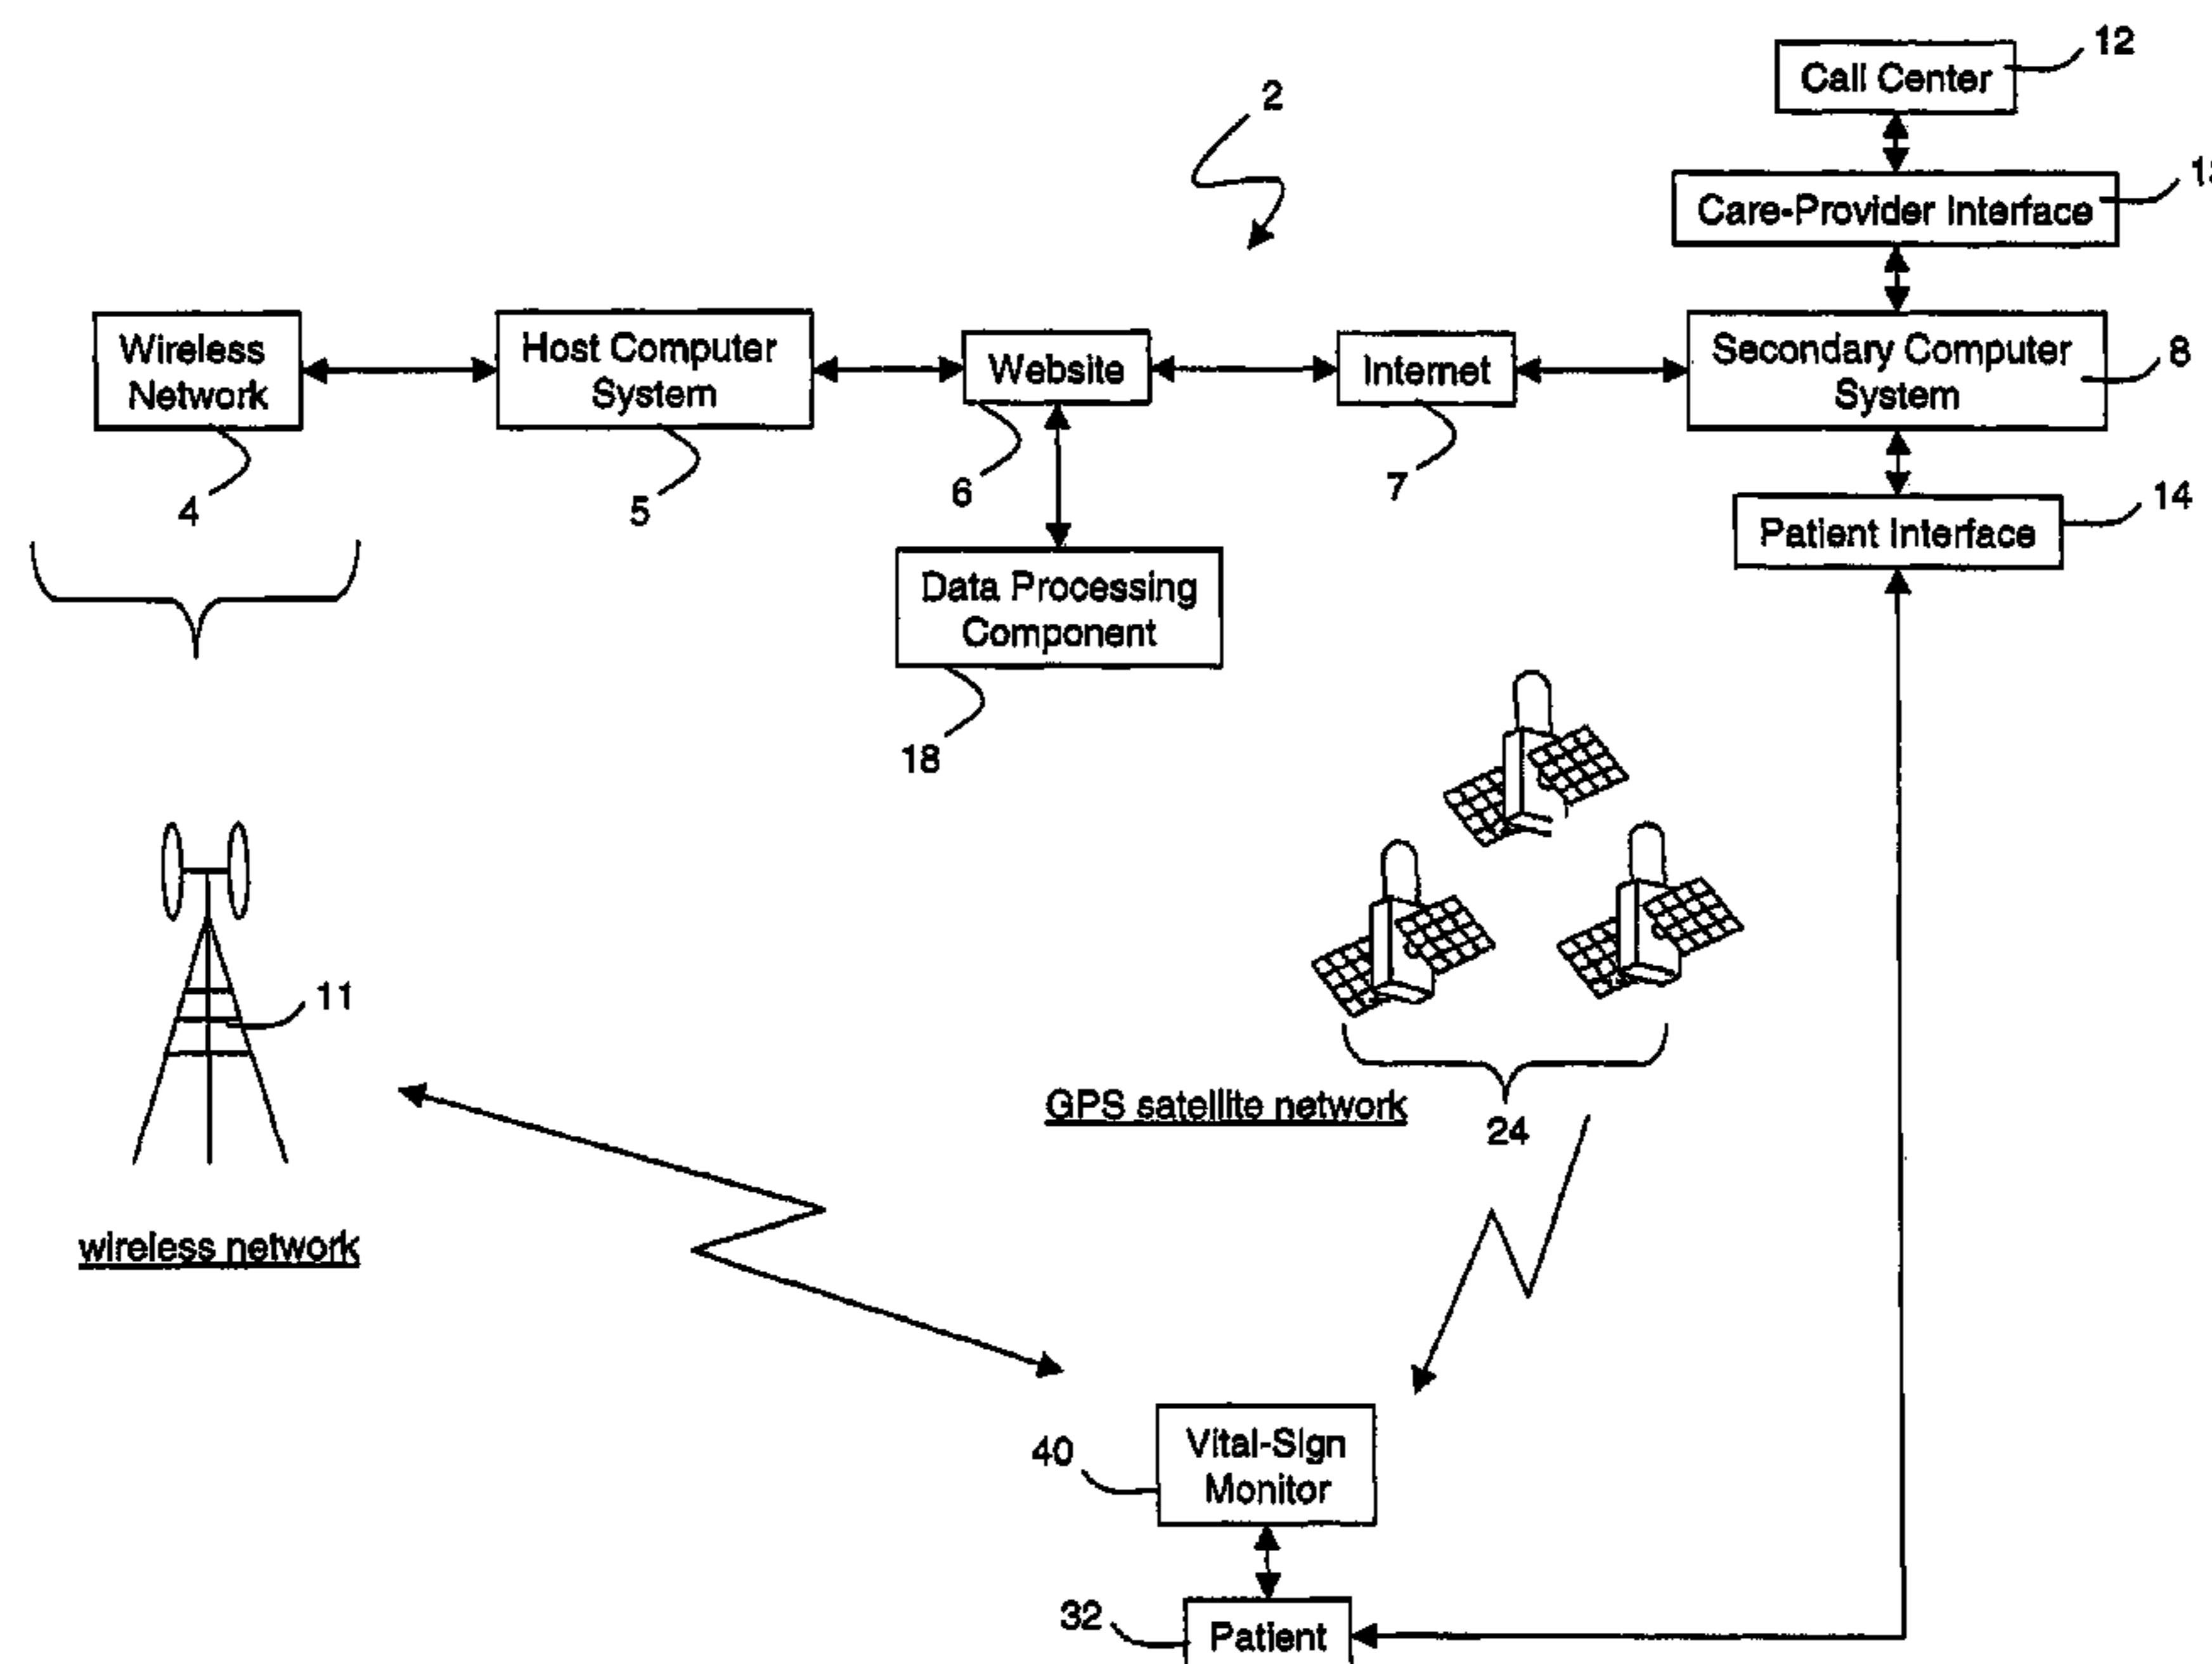 12
Call Center
2
Care-Provider Interface
Wireless
Network
Host Computer
System
Website
Internet
Secondary Computer
System
8
4
5
6
7
14
Patient Interface
Data Processing
Component
18
11
GPS satellite network
24
wireless network
40
Vital-Sign
Monitor
32
Patient